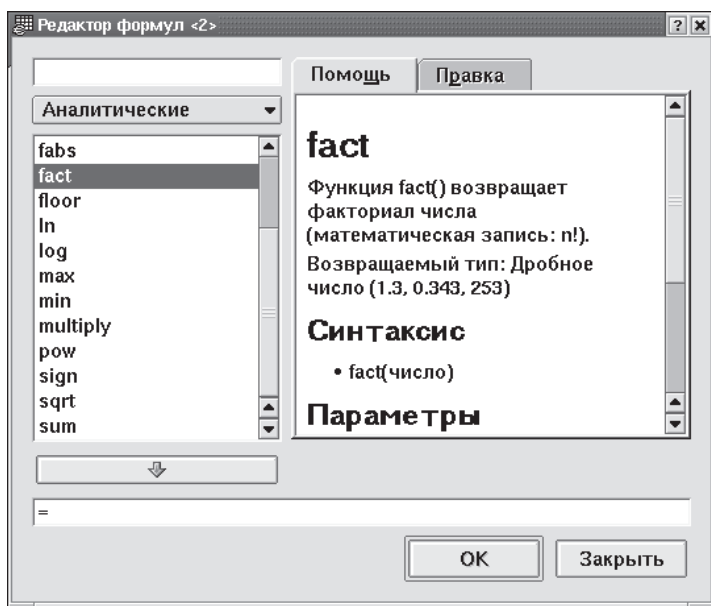 Редактор формул <2>
Помощь
Правка
Аналитические
fabs
fact
floor
ln
log
max
min
multiply
pow
sign
sqrt
sum
fact
Функция fact() возвращает
факториал числа
(математическая запись: n!).
Возвращаемый тип: Дробное
число (1.3, 0.343, 253)
Синтаксис
• fact(число)
Параметры
=
OK
Закрыть